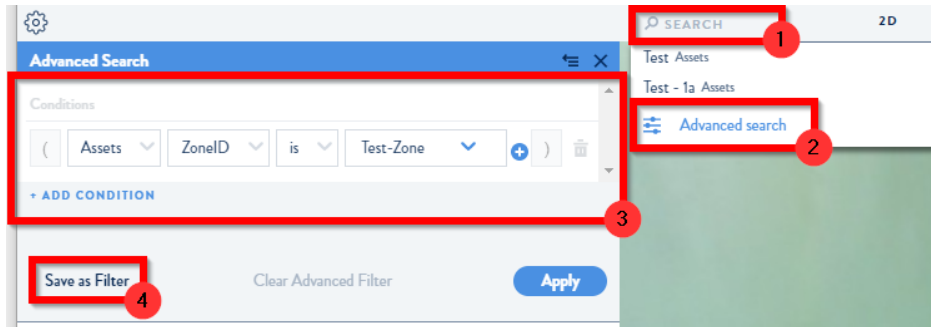 SEARCH
2D
1
Advanced Search
Test Assets
Test - 1a Assets
Advanced search
2
Conditions
( Assets ZoneID is Test-Zone )
+ ADD CONDITION
3
Save as Filter
Clear Advanced Filter
Apply
4